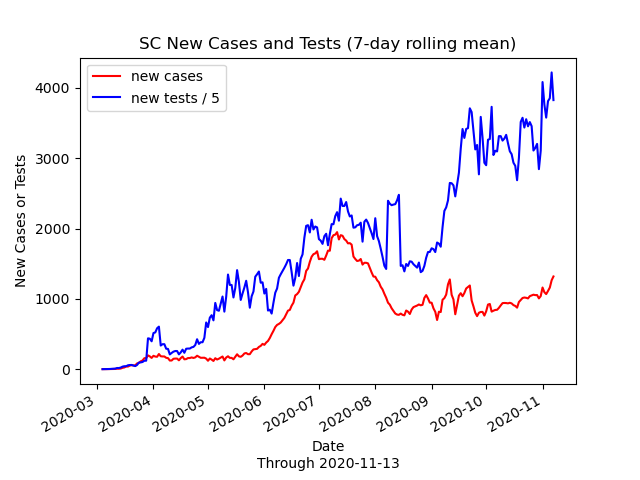 SC New Cases and Tests (7-day rolling mean)
new cases
new tests / 5
4000
3000
2000
1000
0
New Cases or Tests
2020-03
2020-04
2020-05
2020-06
2020-07
2020-08
2020-09
2020-10
2020-11
Date
Through 2020-11-13